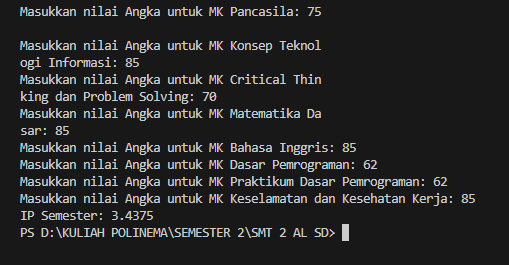 Masukkan nilai Angka untuk MK Pancasila: 75
Masukkan nilai Angka untuk MK Konsep Teknol
ogi Informasi: 85
Masukkan nilai Angka untuk MK Critical Thin
king dan Problem Solving: 70
Masukkan nilai Angka untuk MK Matematika Da
sar: 85
Masukkan nilai Angka untuk MK Bahasa Inggris: 85
Masukkan nilai Angka untuk MK Dasar Pemrograman: 62
Masukkan nilai Angka untuk MK Praktikum Dasar Pemrograman: 62
Masukkan nilai Angka untuk MK Keselamatan dan Kesehatan Kerja: 85
IP Semester: 3.4375
PS D:\KULIAH POLINEMA\SEMESTER 2\SMT 2 AL SD>